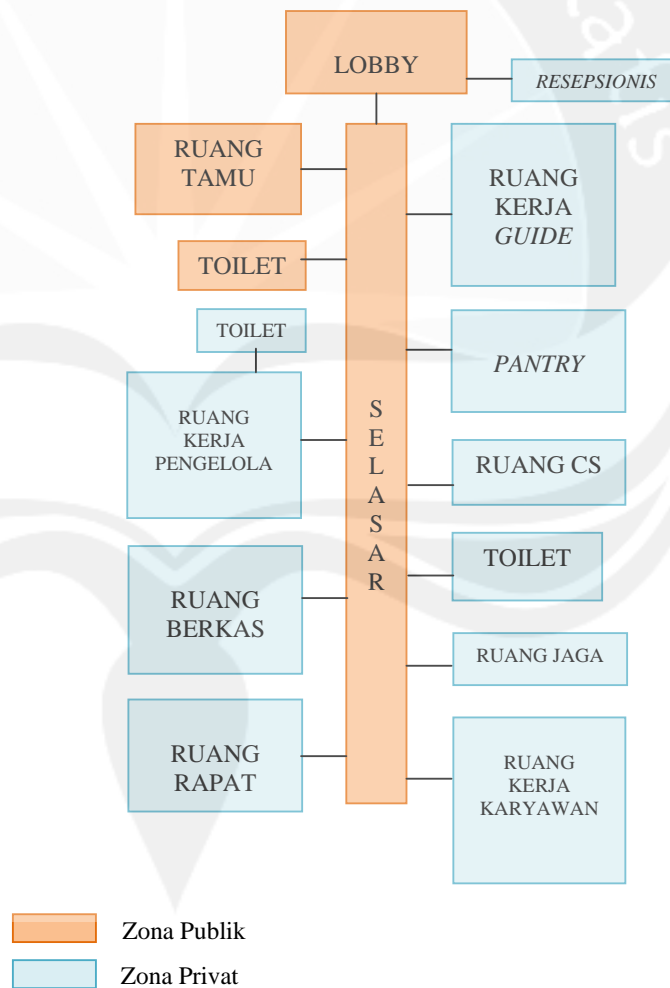 LOBBY
RESEPSIONIS
RUANG
TAMU
RUANG
KERJA
GUIDE
TOILET
TOILET
PANTRY
RUANG
KERJA
PENGELOLA
S
E
L
A
S
A
R
RUANG CS
TOILET
RUANG
BERKAS
RUANG JAGA
RUANG
RAPAT
RUANG
KERJA
KARYAWAN
Zona Publik
Zona Privat